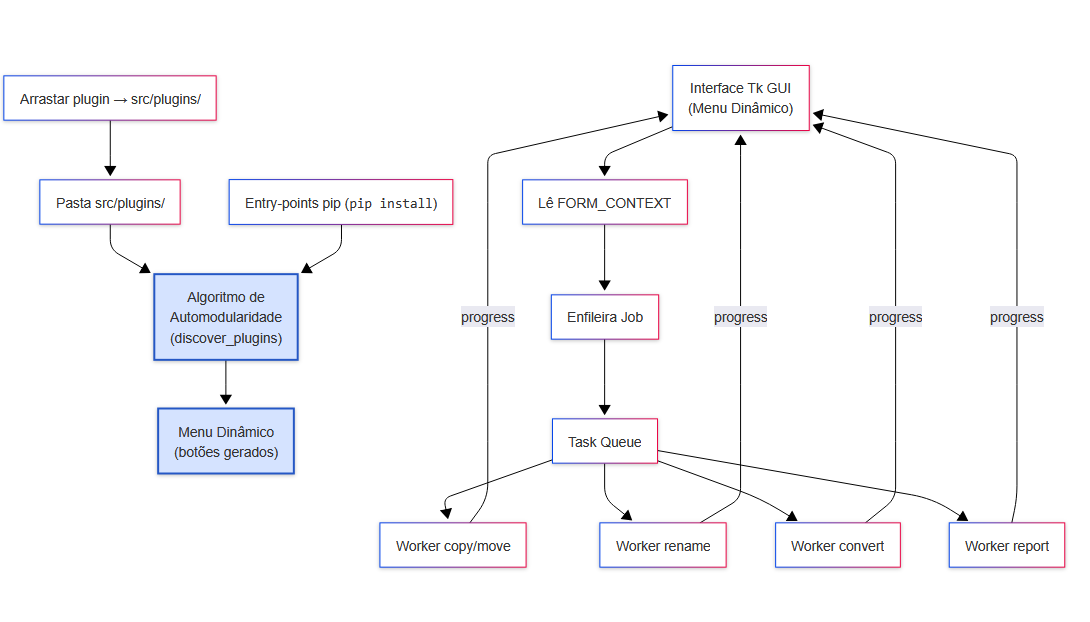 Arrastar plugin → src/plugins/
Pasta src/plugins/
Entry-points pip (pip install)
Algoritmo de
Automodularidade
(discover_plugins)
Menu Dinâmico
(botões gerados)
Interface Tk GUI
(Menu Dinâmico)
Lê FORM_CONTEXT
Enfileira Job
progress
progress
progress
progress
Task Queue
Worker copy/move
Worker rename
Worker convert
Worker report